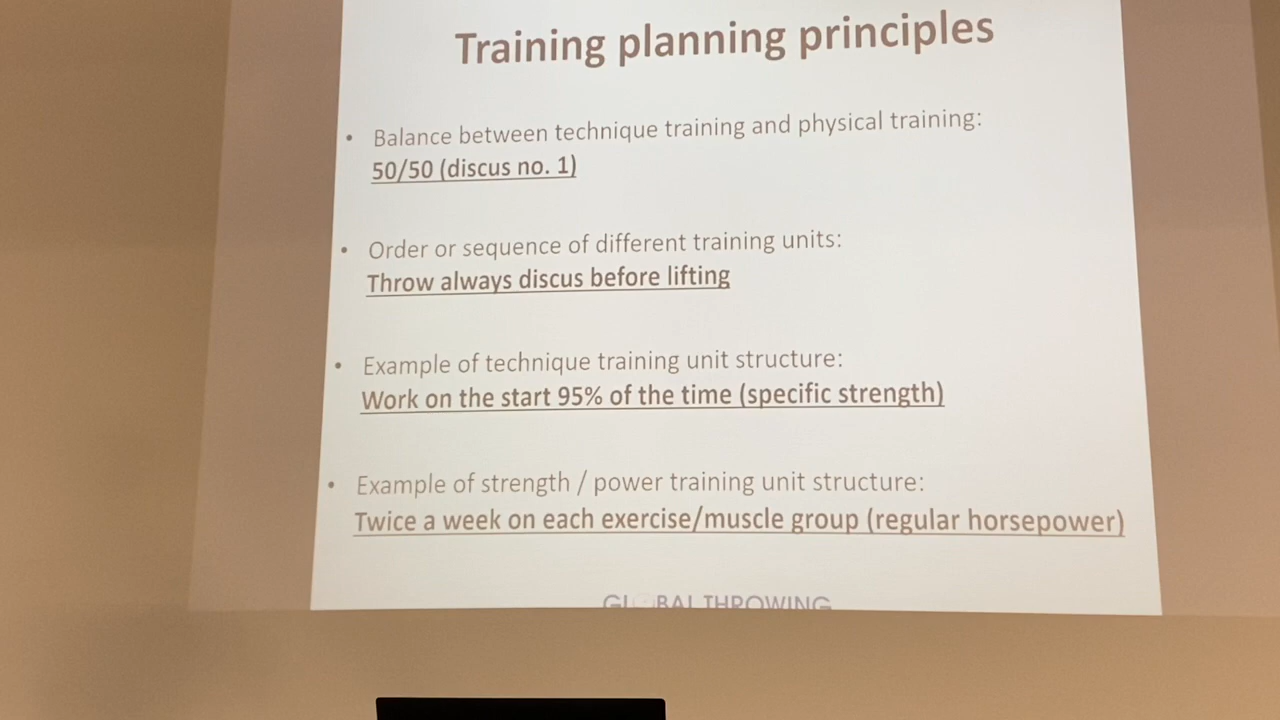 Training planning principles
• Balance between technique training and physical training:
50/50 (discus no. 1)
• Order or sequence of different training units:
Throw always discus before lifting
• Example of technique training unit structure:
Work on the start 95% of the time (specific strength)
• Example of strength / power training unit structure:
Twice a week on each exercise/muscle group (regular horsepower)
GLOBAL THROWING